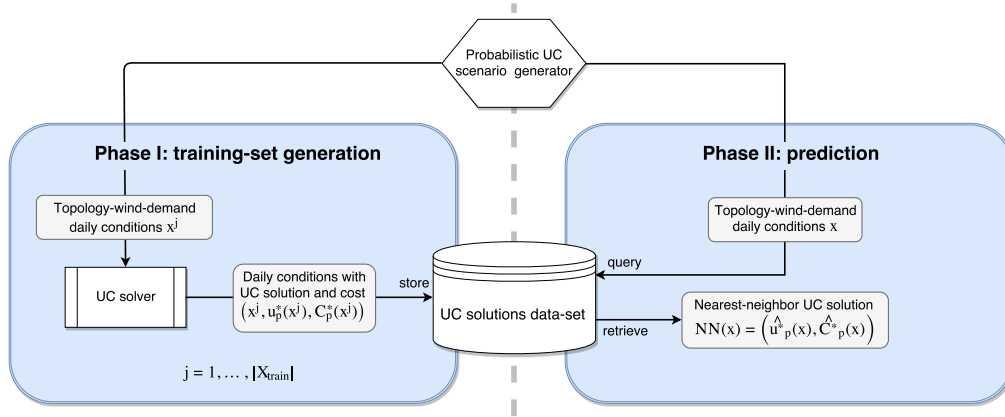 Probabilistic UC
scenario generator
Phase I: training-set generation
Topology-wind-demand
daily conditions x^j
UC solver
Daily conditions with
UC solution and cost
(x^j, u_p^*(x^j), C_p^*(x^j))
store
j = 1, ... , |X_train|
UC solutions data-set
Phase II: prediction
Topology-wind-demand
daily conditions x
query
retrieve
Nearest-neighbor UC solution
NN(x) = (û*_p(x), Ĉ*_p(x))